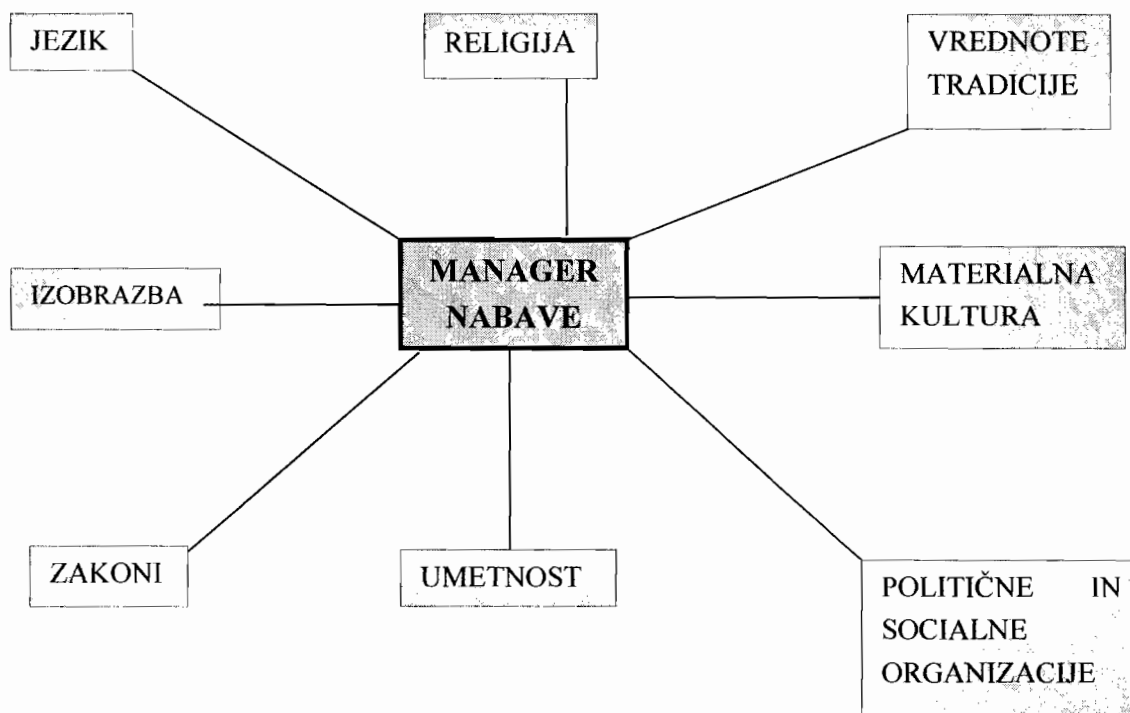 JEZIK
RELIGIJA
VREDNOTE
TRADICIJE
IZOBRAZBA
MANAGER
NABAVE
MATERIALNA
KULTURA
ZAKONI
UMETNOST
POLITIČNE IN
SOCIALNE
ORGANIZACIJE